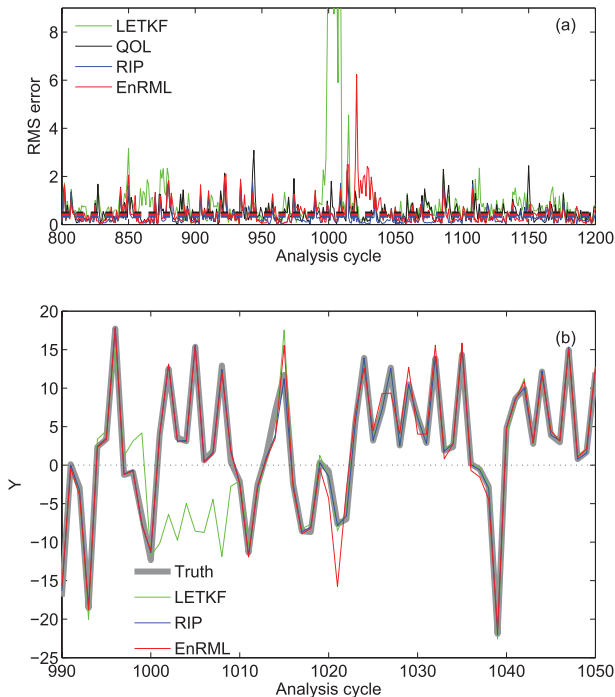 (a)
LETKF
QOL
RIP
EnRML
RMS error
8
6
4
2
0
800 850 900 950 1000 1050 1100 1150 1200
Analysis cycle
(b)
20
15
10
5
0
−5
−10
−15
−20
−25
Y
Truth
LETKF
RIP
EnRML
990 1000 1010 1020 1030 1040 1050
Analysis cycle